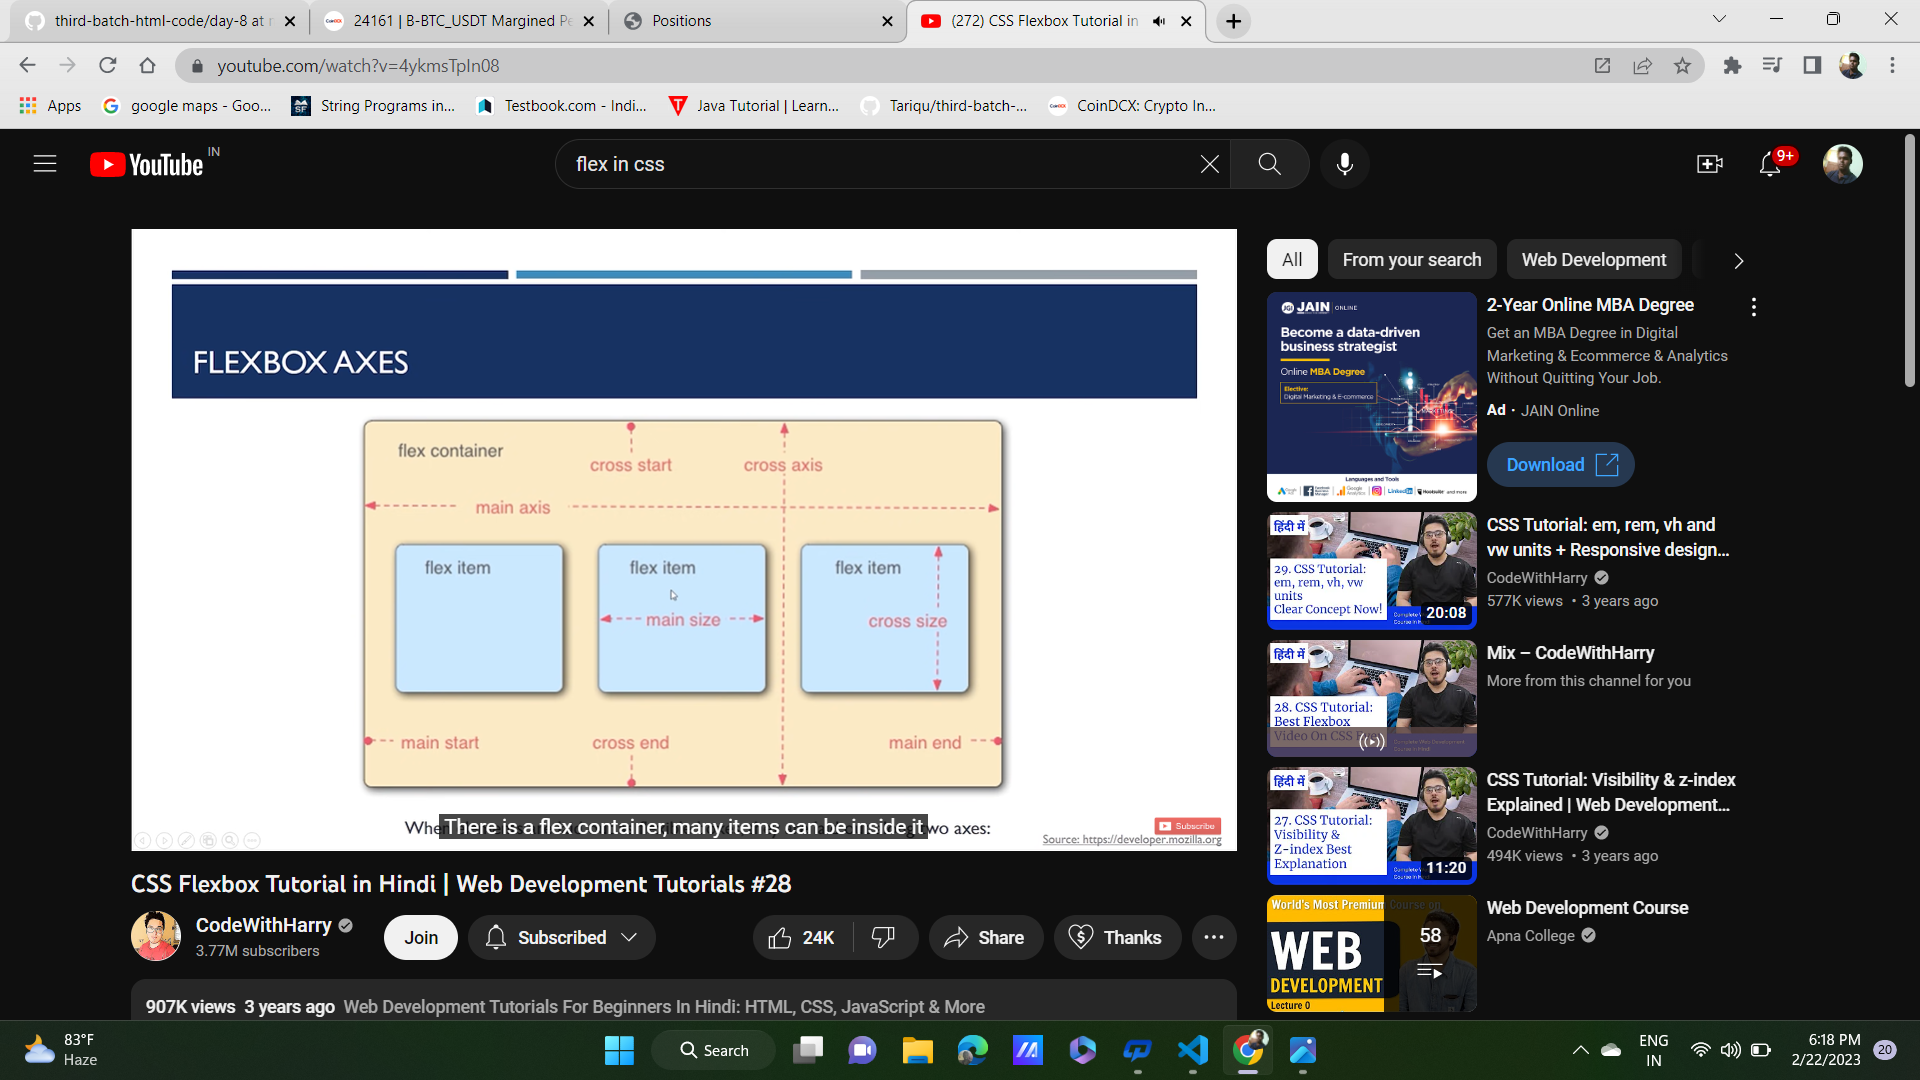 third-batch-html-code/day-8 at
24161 | B-BTC_USDT Margined Pe
Positions
(272) CSS Flexbox Tutorial in
youtube.com/watch?v=4ykmsTpIn08
Apps
google maps - Goo...
String Programs in...
Testbook.com - Indi...
Java Tutorial | Learn...
Tariqu/third-batch-...
CoinDCX: Crypto In...
YouTube IN
flex in css
9+
FLEXBOX AXES
flex container
cross start
cross axis
main axis
flex item
flex item
flex item
main size
cross size
main start
cross end
main end
There is a flex container, many items can be inside it
wo axes:
Subscribe
Source: https://developer.mozilla.org
CSS Flexbox Tutorial in Hindi | Web Development Tutorials #28
CodeWithHarry
3.77M subscribers
Join
Subscribed
24K
Share
Thanks
907K views 3 years ago Web Development Tutorials For Beginners In Hindi: HTML, CSS, JavaScript & More
All
From your search
Web Development
JAIN ONLINE
Become a data-driven
business strategist
Online MBA Degree
Elective:
Digital Marketing & E-commerce
Languages and Tools
2-Year Online MBA Degree
Get an MBA Degree in Digital
Marketing & Ecommerce & Analytics
Without Quitting Your Job.
Ad · JAIN Online
Download
हिंदी में
29. CSS Tutorial:
em, rem, vh, vw
units
Clear Concept Now!
20:08
CSS Tutorial: em, rem, vh and
vw units + Responsive design...
CodeWithHarry
577K views • 3 years ago
हिंदी में
28. CSS Tutorial:
Best Flexbox
Video On CSS
Mix – CodeWithHarry
More from this channel for you
हिंदी में
27. CSS Tutorial:
Visibility &
Z-index Best
Explanation
11:20
CSS Tutorial: Visibility & z-index
Explained | Web Development...
CodeWithHarry
494K views • 3 years ago
World's Most Premium Course on
WEB
DEVELOPMENT
Lecture 0
58
Web Development Course
Apna College
83°F
Haze
Search
ENG
IN
6:18 PM
2/22/2023
20